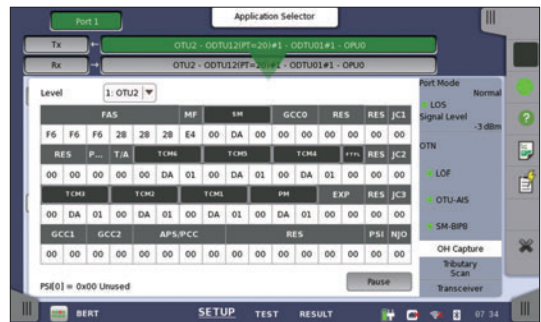 Port 1
Application Selector
Tx
OTU2 - ODTU12(PT=20)#1 - ODTU01#1 - OPU0
Rx
OTU2 - ODTU12(PT=20)#1 - ODTU01#1 - OPU0
Level 1: OTU2
FAS MF SM GCC0 RES RES JC1
F6 F6 F6 28 28 28 E4 00 DA 00 00 00 00 00 00 00
RES P... T/A TCM6 TCM5 TCM4 FTFL RES JC2
00 00 00 00 00 DA 01 00 DA 01 00 DA 01 00 00 00
TCM3 TCM2 TCM1 PM EXP RES JC3
00 DA 01 00 DA 01 00 DA 01 00 DA 01 00 00 00 00
GCC1 GCC2 APS/PCC RES PSI NJO
00 00 00 00 00 00 00 00 00 00 00 00 00 00 00 00
PSI[0] = 0x00 Unused
Pause
Port Mode
Normal
LOS
Signal Level
-3 dBm
OTN
LOF
OTU-AIS
SM-BIP8
OH Capture
Tributary
Scan
Transceiver
BERT SETUP TEST RESULT 07 34